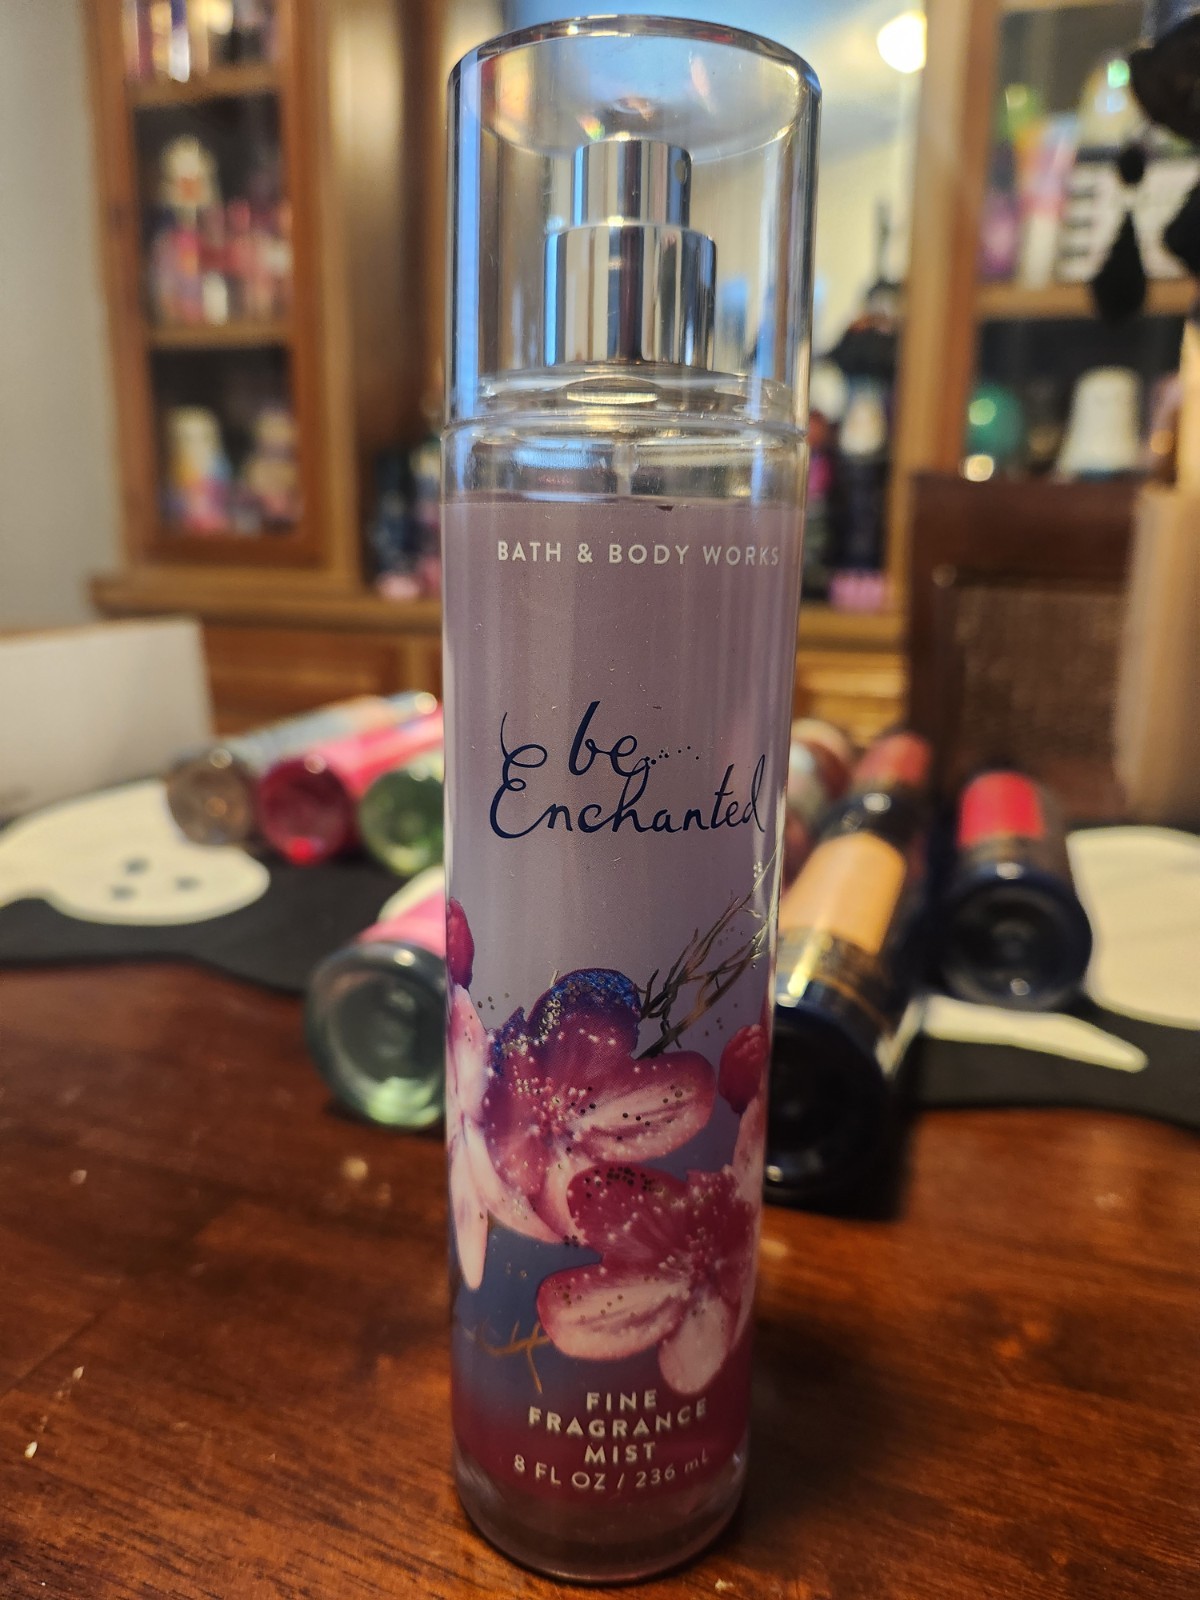 BATH & BODY WORKS
be
Enchanted
FINE
FRAGRANCE
MIST
8 FL OZ / 236 mL